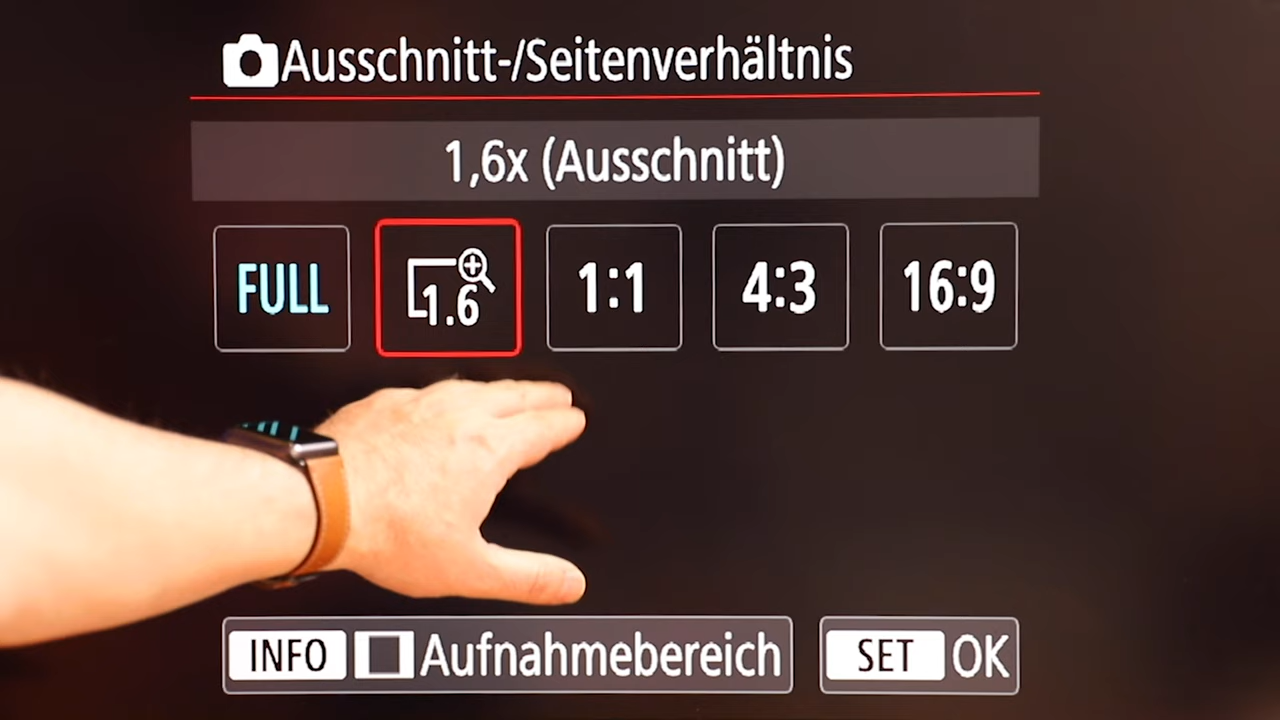 Ausschnitt-/Seitenverhältnis
1,6x (Ausschnitt)
FULL 1.6 1:1 4:3 16:9
INFO Aufnahmebereich SET OK